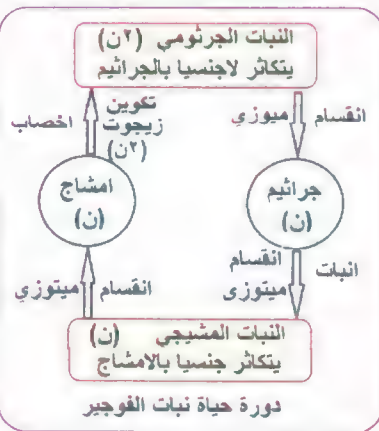 النبات الجرثومي (٢ن)
يتكاثر لاجنسيا بالجراثيم
انقسام ميوزي
جراثيم
(ن)
انقسام
ميتوزى
انبات
النبات المشيجي (ن)
يتكاثر جنسيا بالامشاج
انقسام ميتوزي
امشاج
(ن)
تكوين
زيجوت
(٢ن)
اخصاب
دورة حياة نبات الفوجير